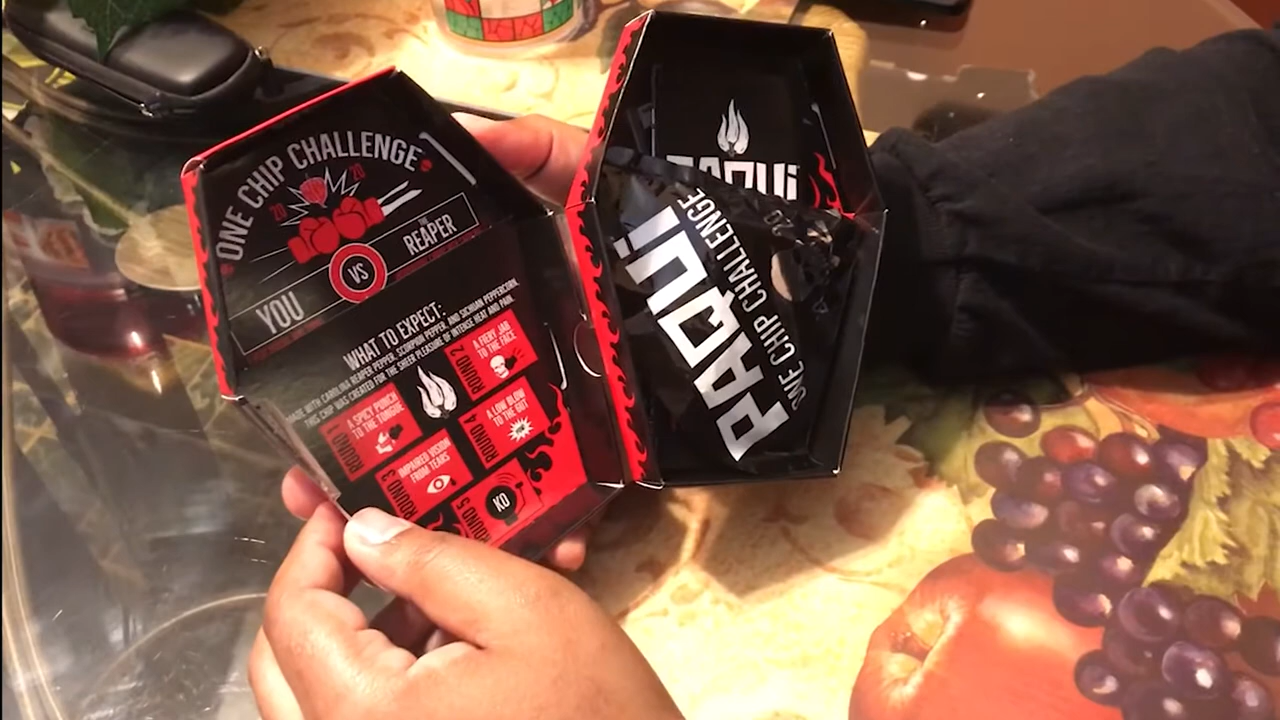 ONE CHIP CHALLENGE
20 20
YOU
VS
THE
REAPER
WHAT TO EXPECT:
MADE WITH CAROLINA REAPER PEPPER, SCORPION PEPPER, AND SICHUAN PEPPERCORN,
THIS CHIP WAS CREATED FOR THE SHEER PLEASURE OF INTENSE HEAT AND PAIN.
ROUND 1
A SPICY PUNCH
TO THE TONGUE
ROUND 2
A FIERY JAB
TO THE FACE
ROUND 3
IMPAIRED VISION
FROM TEARS
ROUND 4
A LOW BLOW
TO THE GUT
ROUND 5
KO
PAQUI
PAQUI
ONE CHIP CHALLENGE